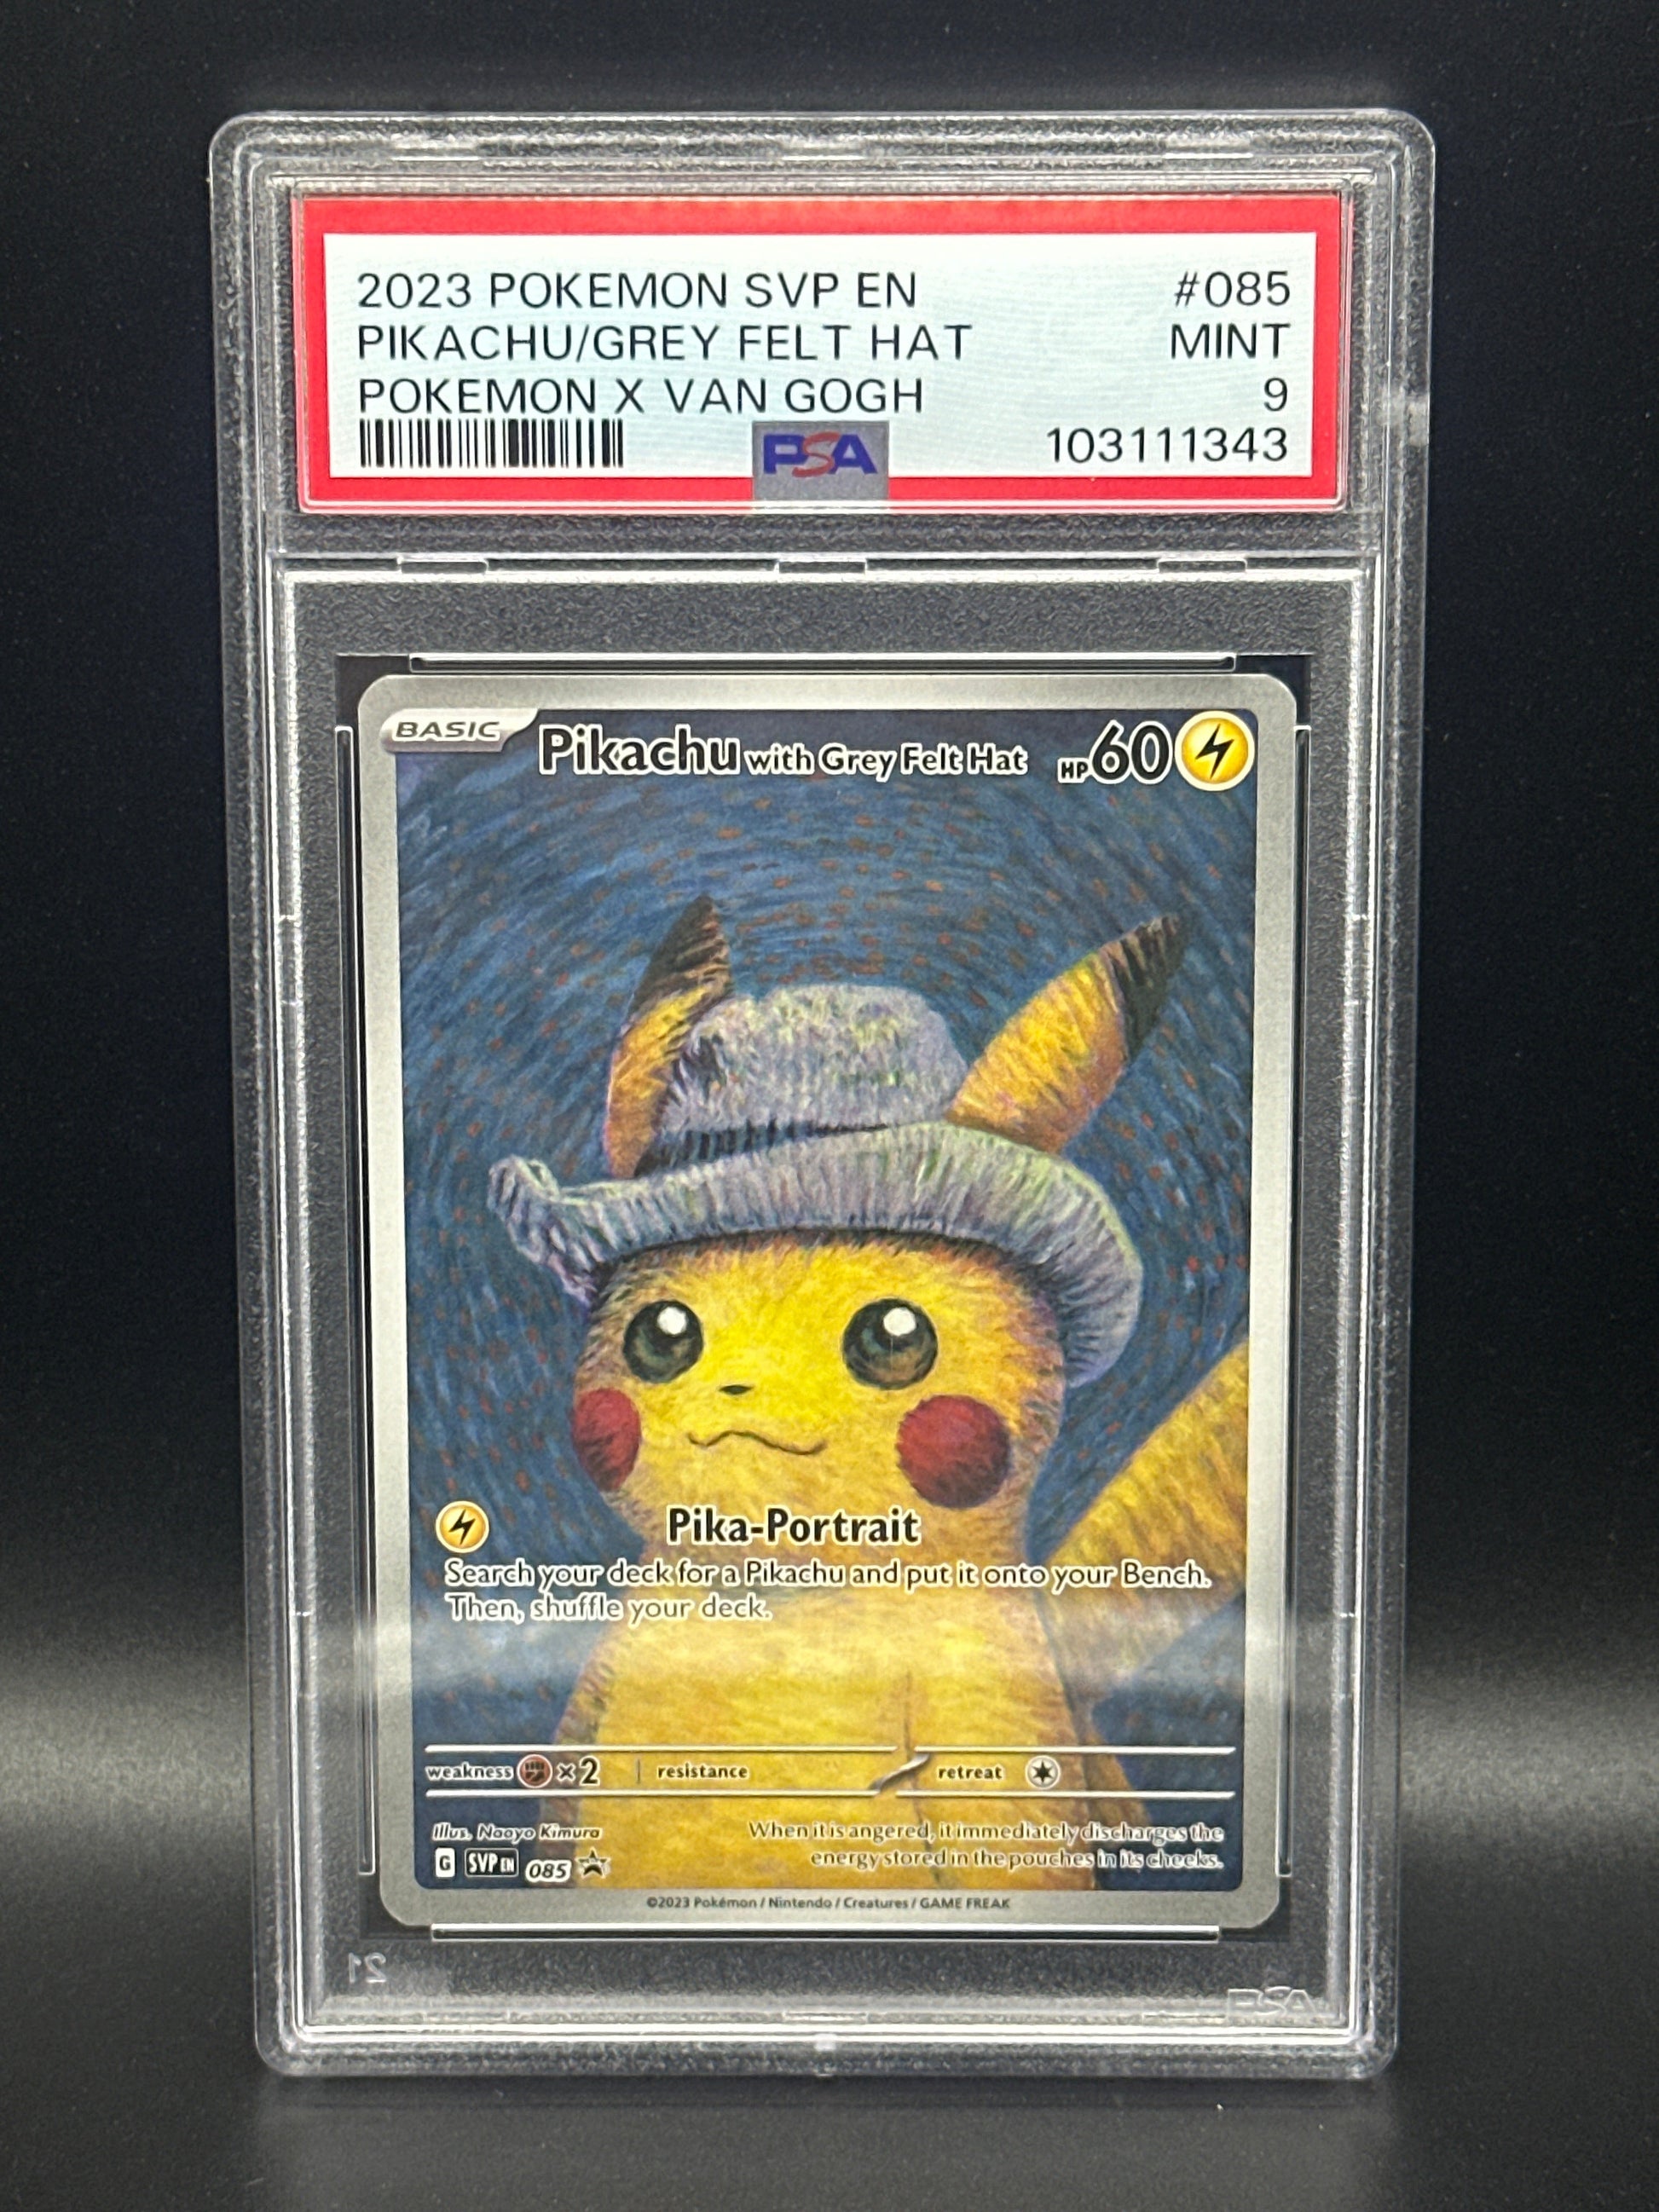 2023 POKEMON SVP EN #085
PIKACHU/GREY FELT HAT MINT
POKEMON X VAN GOGH 9
PSA 103111343
BASIC Pikachu with Grey Felt Hat HP 60
Pika-Portrait
Search your deck for a Pikachu and put it onto your Bench.
Then, shuffle your deck.
weakness ×2 resistance retreat
Illus. Naoyo Kimura
When it is angered, it immediately discharges the
energy stored in the pouches in its cheeks.
G SVP EN 085
©2023 Pokémon / Nintendo / Creatures / GAME FREAK
21
PSA